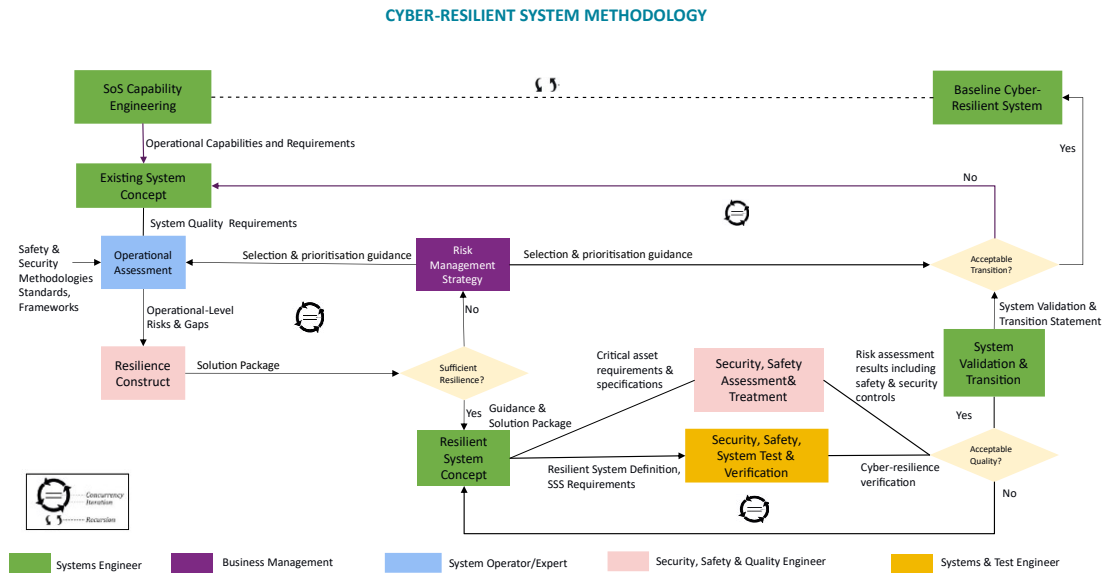 CYBER-RESILIENT SYSTEM METHODOLOGY
SoS Capability
Engineering
Baseline Cyber-
Resilient System
Operational Capabilities and Requirements
Yes
Existing System
Concept
No
System Quality Requirements
Safety &
Security
Methodologies
Standards,
Frameworks
Operational
Assessment
Selection & prioritisation guidance
Risk
Management
Strategy
Selection & prioritisation guidance
Acceptable
Transition?
Operational-Level
Risks & Gaps
No
System Validation &
Transition Statement
Resilience
Construct
Solution Package
Sufficient
Resilience?
Critical asset
requirements &
specifications
Security, Safety
Assessment&
Treatment
Risk assessment
results including
safety & security
controls
System
Validation &
Transition
Yes
Guidance &
Solution Package
Yes
Resilient
System
Concept
Resilient System Definition,
SSS Requirements
Security, Safety,
System Test &
Verification
Cyber-resilience
verification
Acceptable
Quality?
No
Concurrency
Iteration
Recursion
Systems Engineer
Business Management
System Operator/Expert
Security, Safety & Quality Engineer
Systems & Test Engineer